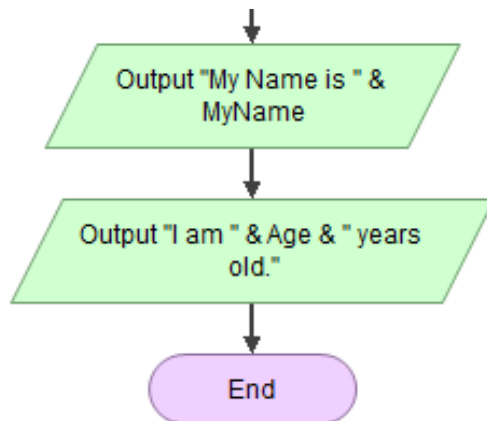 Output "My Name is " &
MyName
Output "I am " & Age & " years
old."
End